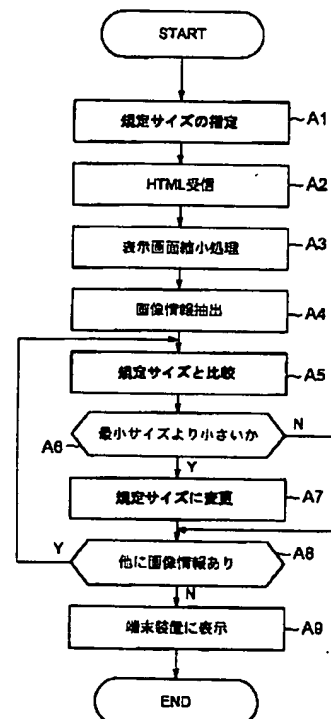 START
規定サイズの指定
A1
HTML受信
A2
表示画面縮小処理
A3
画像情報抽出
A4
規定サイズと比較
A5
最小サイズより小さいか
N
A6
Y
規定サイズに変更
A7
Y
他に画像情報あり
A8
N
端末装置に表示
A9
END